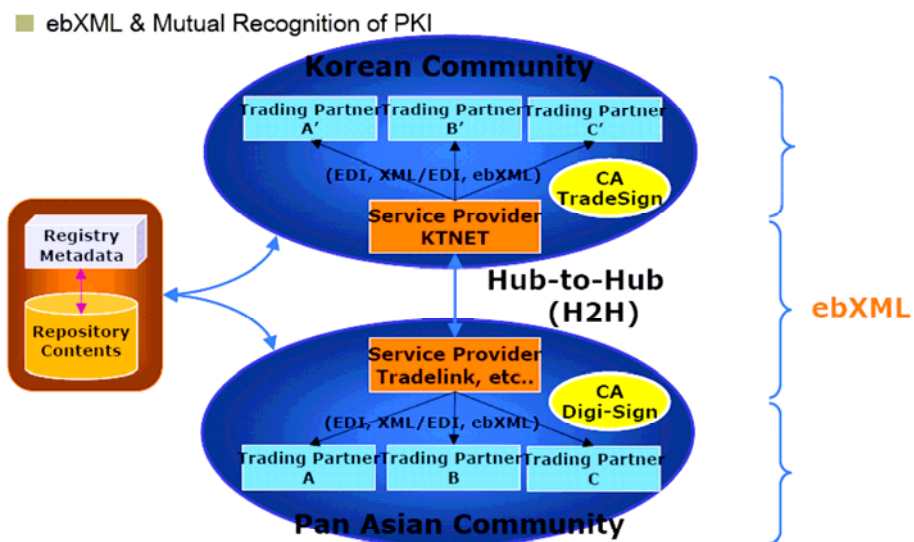 ebXML & Mutual Recognition of PKI
Korean Community
Trading Partner
A’
Trading Partner
B’
Trading Partner
C’
(EDI, XML/EDI, ebXML)
CA
TradeSign
Service Provider
KTNET
Registry
Metadata
Repository
Contents
Hub-to-Hub
(H2H)
ebXML
Service Provider
Tradelink, etc..
CA
Digi-Sign
(EDI, XML/EDI, ebXML)
Trading Partner
A
Trading Partner
B
Trading Partner
C
Pan Asian Community